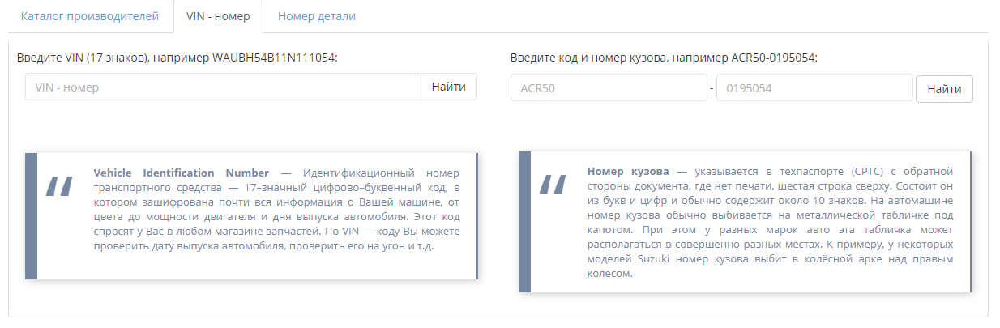 Каталог производителей
VIN - номер
Номер детали
Введите VIN (17 знаков), например WAUBH54B11N111054:
VIN - номер
Найти
Введите код и номер кузова, например ACR50-0195054:
ACR50
-
0195054
Найти
“
Vehicle Identification Number — Идентификационный номер
транспортного средства — 17–значный цифрово–буквенный код, в
котором зашифрована почти вся информация о Вашей машине, от
цвета до мощности двигателя и дня выпуска автомобиля. Этот код
спросят у Вас в любом магазине запчастей. По VIN — коду Вы можете
проверить дату выпуска автомобиля, проверить его на угон и т.д.
“
Номер кузова — указывается в техпаспорте (СРТС) с обратной
стороны документа, где нет печати, шестая строка сверху. Состоит он
из букв и цифр и обычно содержит около 10 знаков. На автомашине
номер кузова обычно выбивается на металлической табличке под
капотом. При этом у разных марок авто эта табличка может
располагаться в совершенно разных местах. К примеру, у некоторых
моделей Suzuki номер кузова выбит в колёсной арке над правым
колесом.